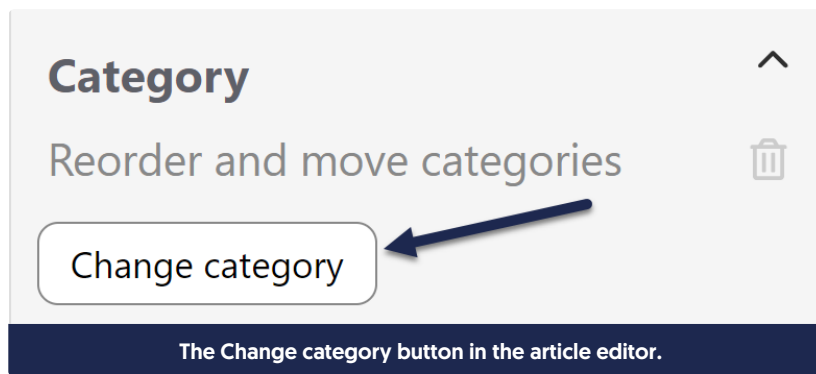 Category
Reorder and move categories
Change category
The Change category button in the article editor.